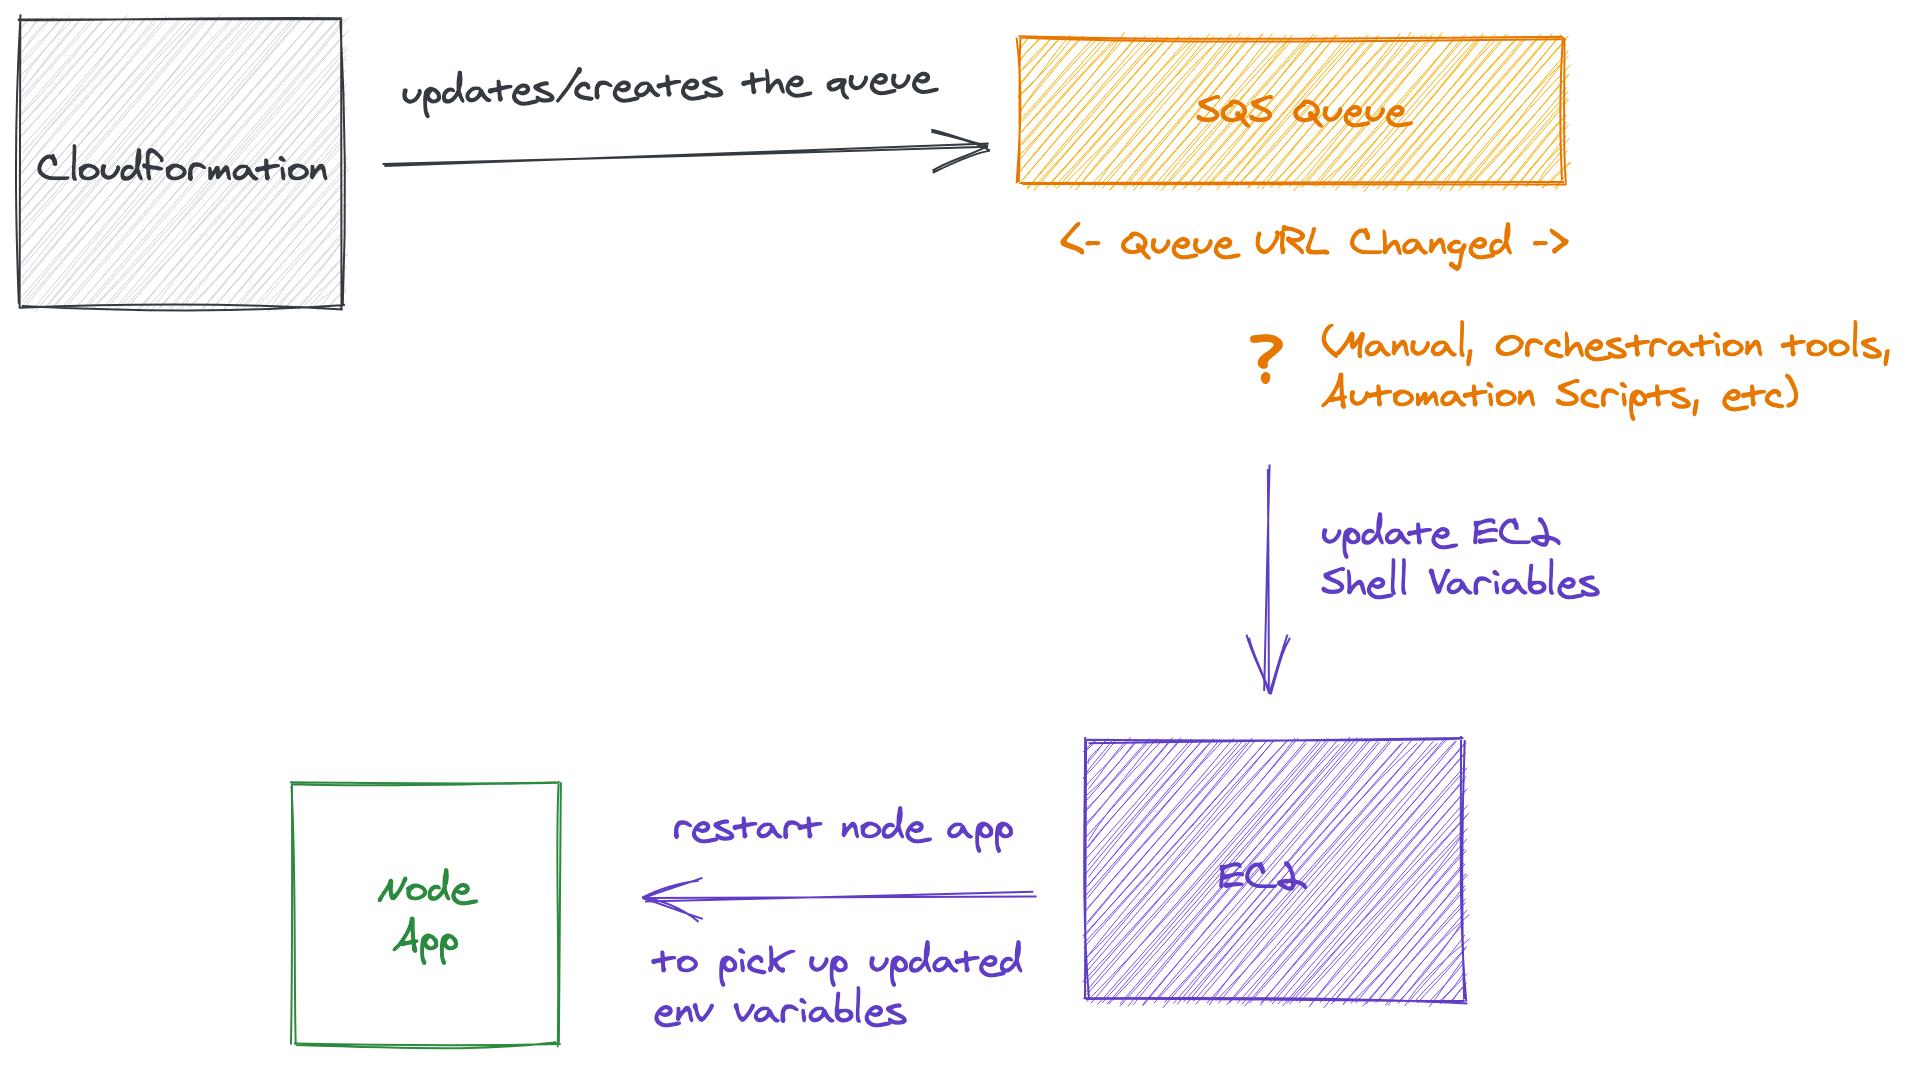 Cloudformation
updates/creates the queue
SQS Queue
<- Queue URL Changed ->
? (Manual, Orchestration tools,
Automation Scripts, etc)
update EC2
Shell Variables
EC2
restart node app
to pick up updated
env variables
Node
App